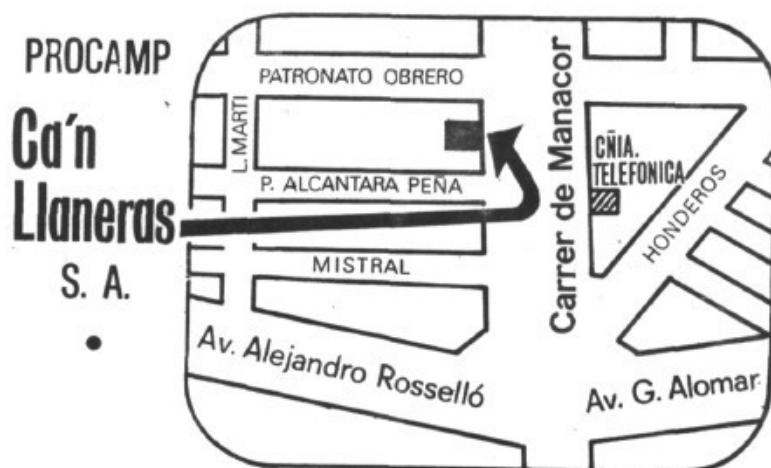 PROCAMP
Ca'n
Llaneras
S. A.
PATRONATO OBRERO
L. MARTI
P. ALCANTARA PEÑA
MISTRAL
Av. Alejandro Rosselló
Carrer de Manacor
CÑIA.
TELEFONICA
HONDEROS
Av. G. Alomar